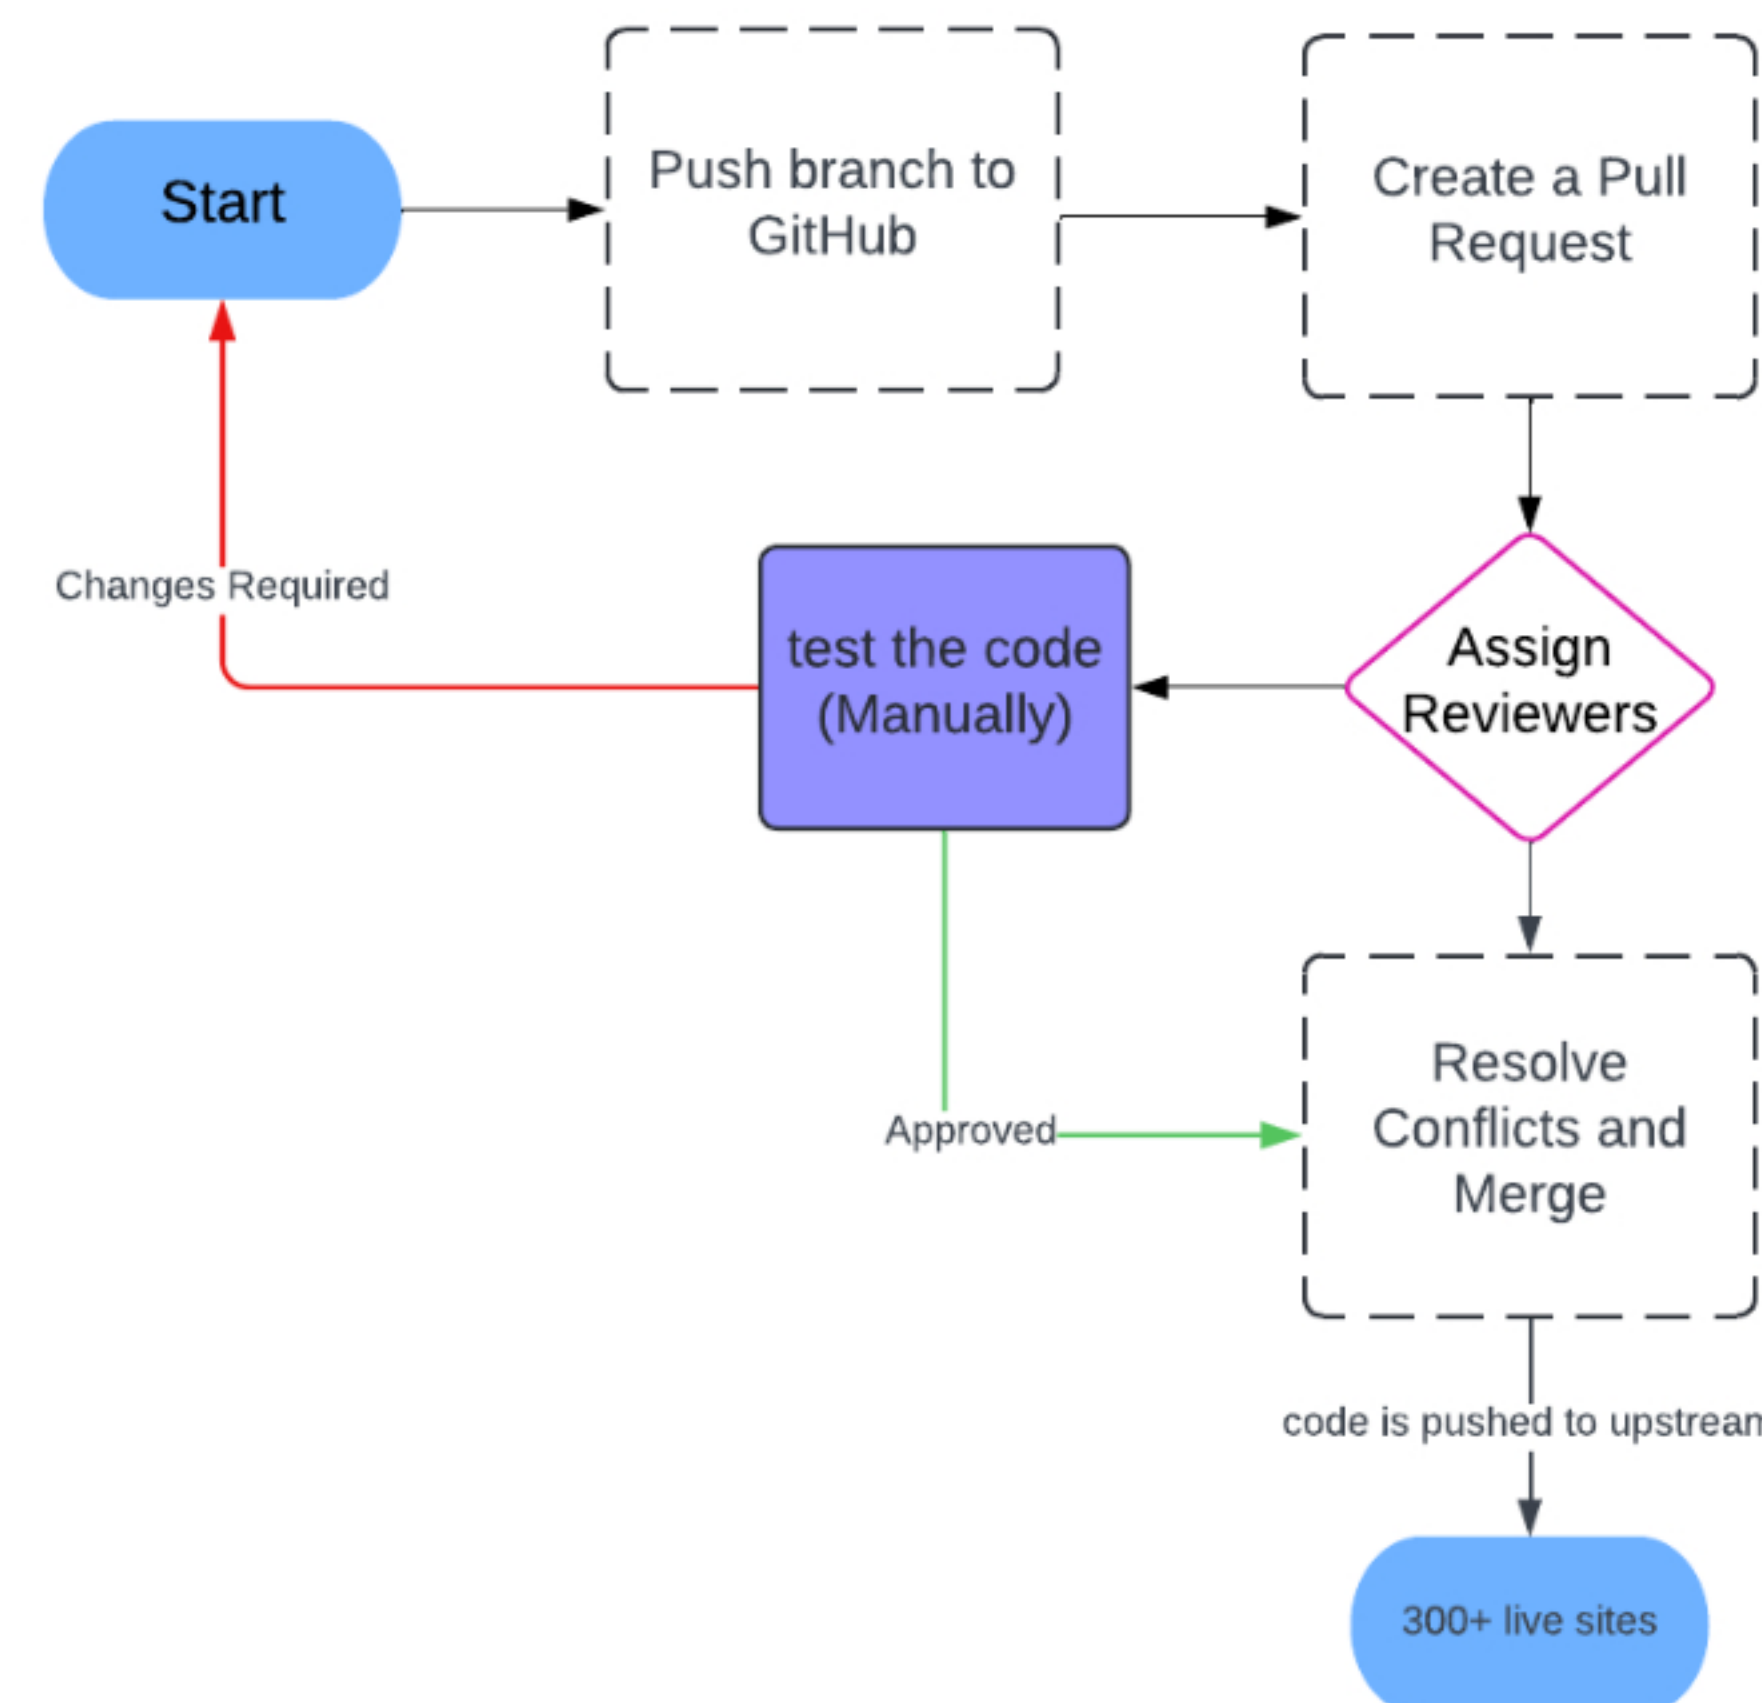 Start
Push branch to
GitHub
Create a Pull
Request
Changes Required
test the code
(Manually)
Assign
Reviewers
Approved
Resolve
Conflicts and
Merge
code is pushed to upstream
300+ live sites